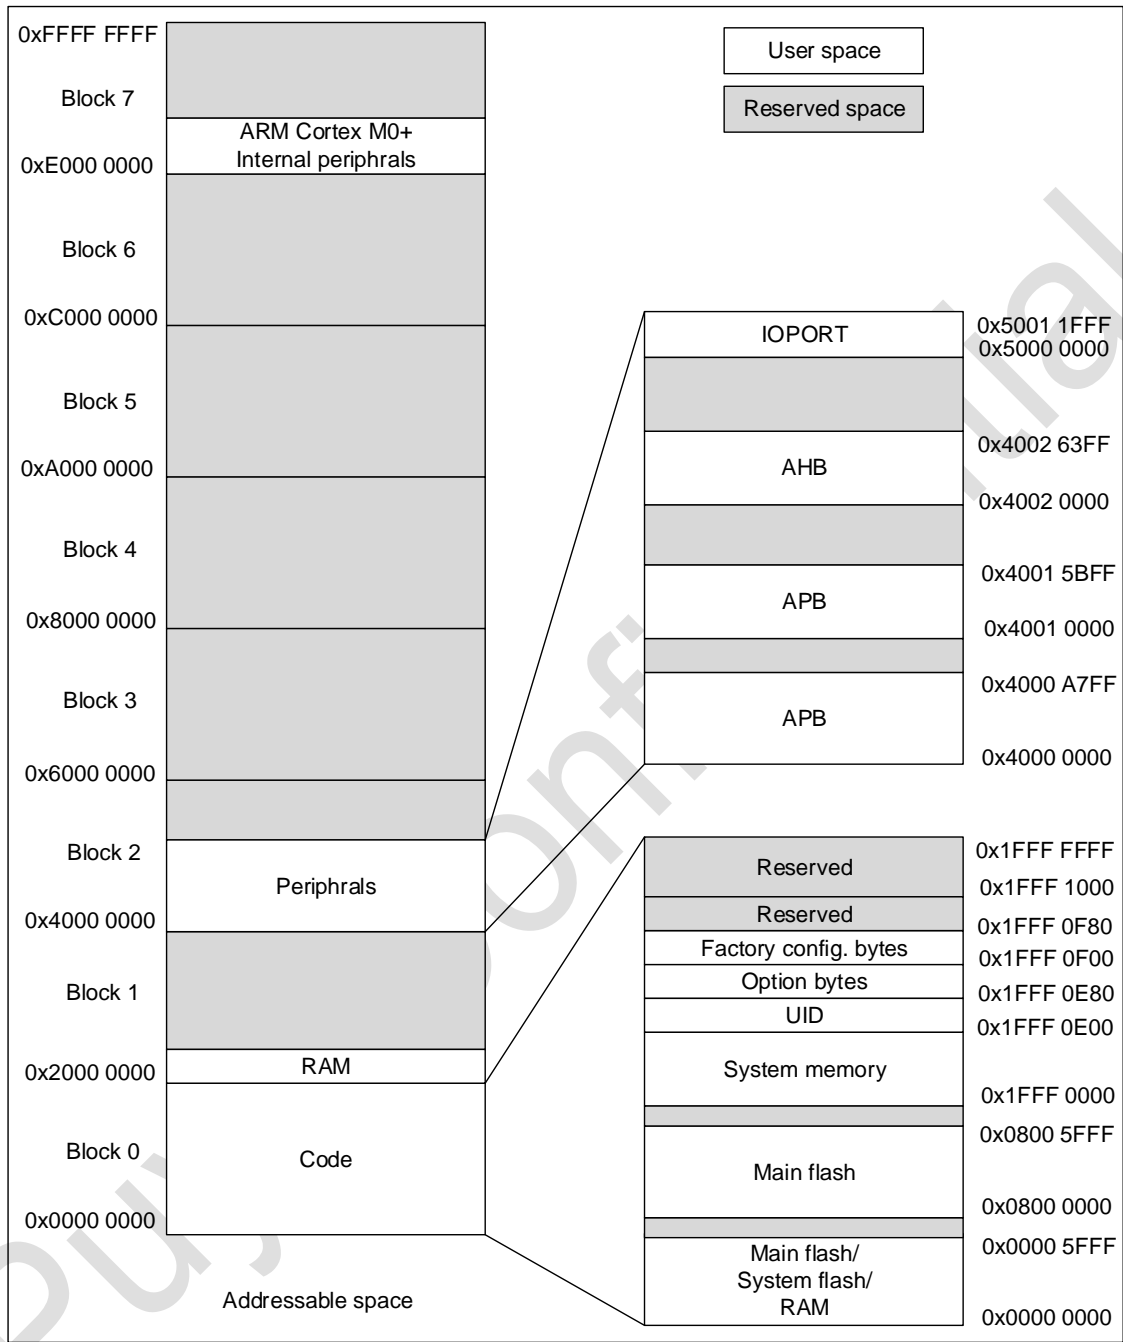 0xFFFF FFFF
Block 7
ARM Cortex M0+
Internal periphrals
0xE000 0000
Block 6
0xC000 0000
Block 5
0xA000 0000
Block 4
0x8000 0000
Block 3
0x6000 0000
Block 2
Periphrals
0x4000 0000
Block 1
RAM
0x2000 0000
Block 0
Code
0x0000 0000
Addressable space
User space
Reserved space
IOPORT
0x5001 1FFF
0x5000 0000
0x4002 63FF
AHB
0x4002 0000
0x4001 5BFF
APB
0x4001 0000
0x4000 A7FF
APB
0x4000 0000
0x1FFF FFFF
Reserved
0x1FFF 1000
Reserved
0x1FFF 0F80
Factory config. bytes
0x1FFF 0F00
Option bytes
0x1FFF 0E80
UID
0x1FFF 0E00
System memory
0x1FFF 0000
0x0800 5FFF
Main flash
0x0800 0000
0x0000 5FFF
Main flash/
System flash/
RAM
0x0000 0000